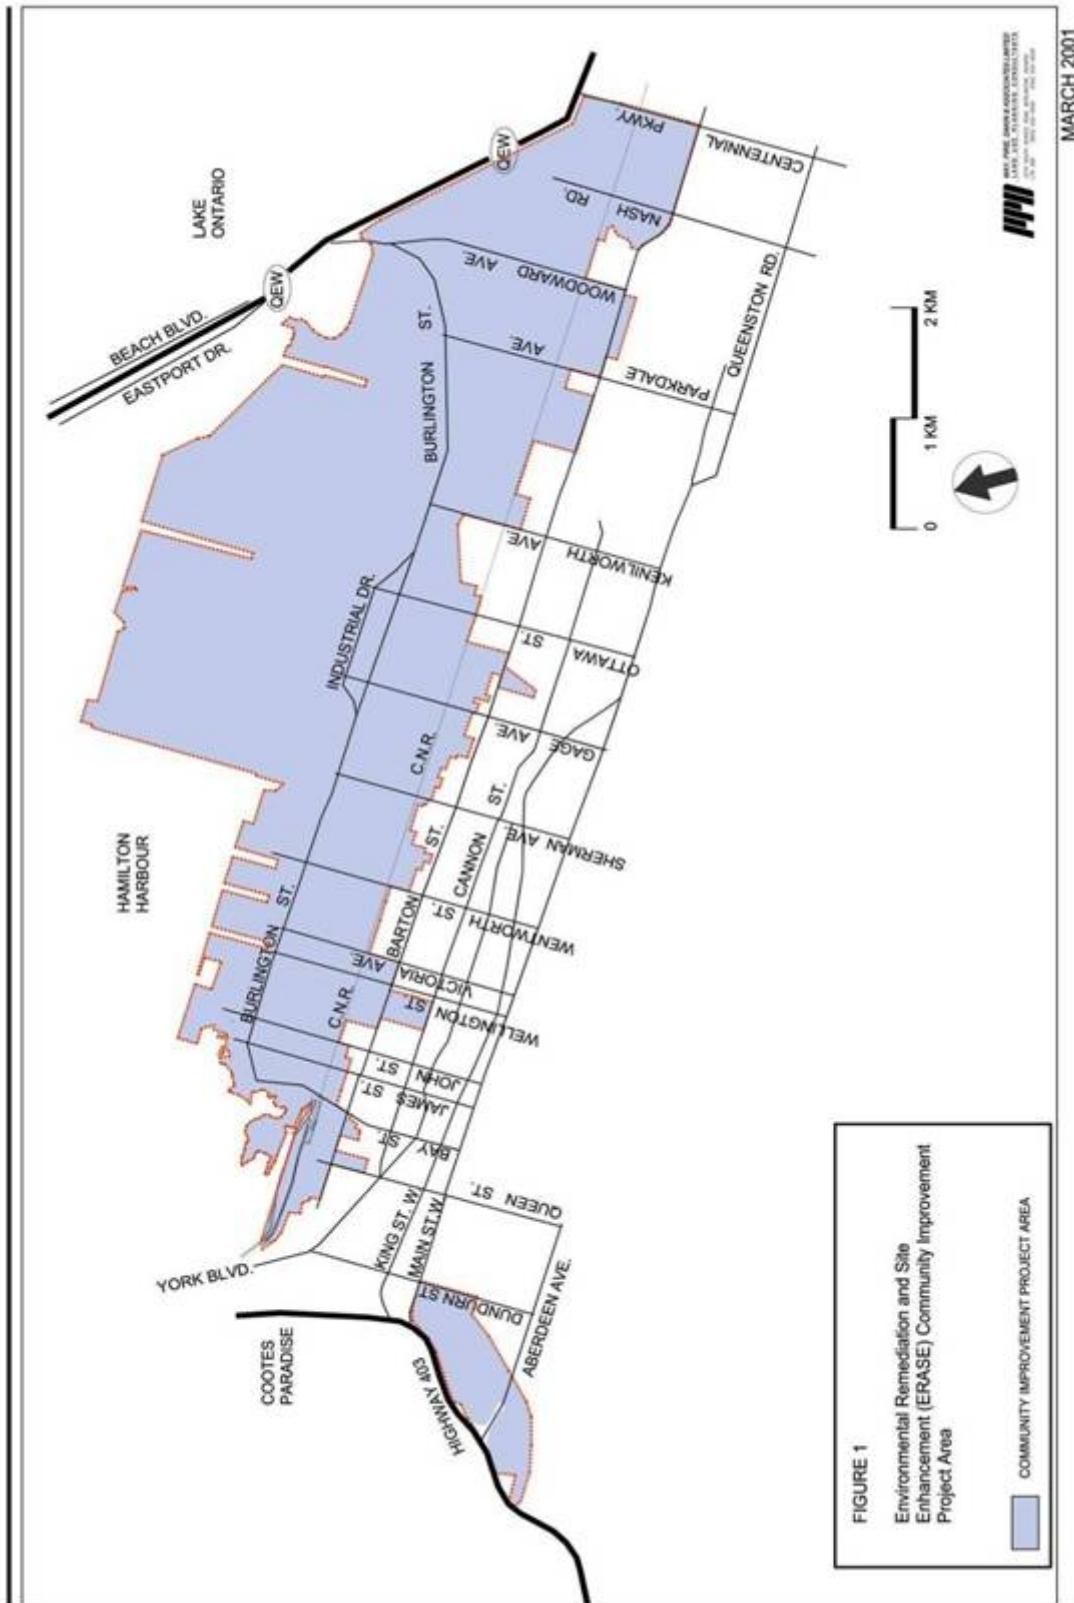 MARCH 2001
LAKE
ONTARIO
HAMILTON
HARBOUR
COOTES
PARADISE
BEACH BLVD.
EASTPORT DR.
QEW
QEW
BURLINGTON ST.
BURLINGTON ST.
INDUSTRIAL DR.
C.N.R.
C.N.R.
BARTON ST.
CANNON ST.
KING ST. W.
MAIN ST.W.
YORK BLVD.
HIGHWAY 403
ABERDEEN AVE.
DUNDURN ST
QUEEN ST.
BAY ST.
JAMES ST.
JOHN ST.
WELLINGTON ST.
VICTORIA AVE.
WENTWORTH ST.
SHERMAN AVE.
GAGE AVE.
OTTAWA ST.
KENILWORTH AVE.
PARKDALE AVE.
WOODWARD AVE.
NASH RD.
CENTENNIAL PKWY.
QUEENSTON RD.
0 1 KM 2 KM
FIGURE 1
Environmental Remediation and Site
Enhancement (ERASE) Community Improvement
Project Area
COMMUNITY IMPROVEMENT PROJECT AREA